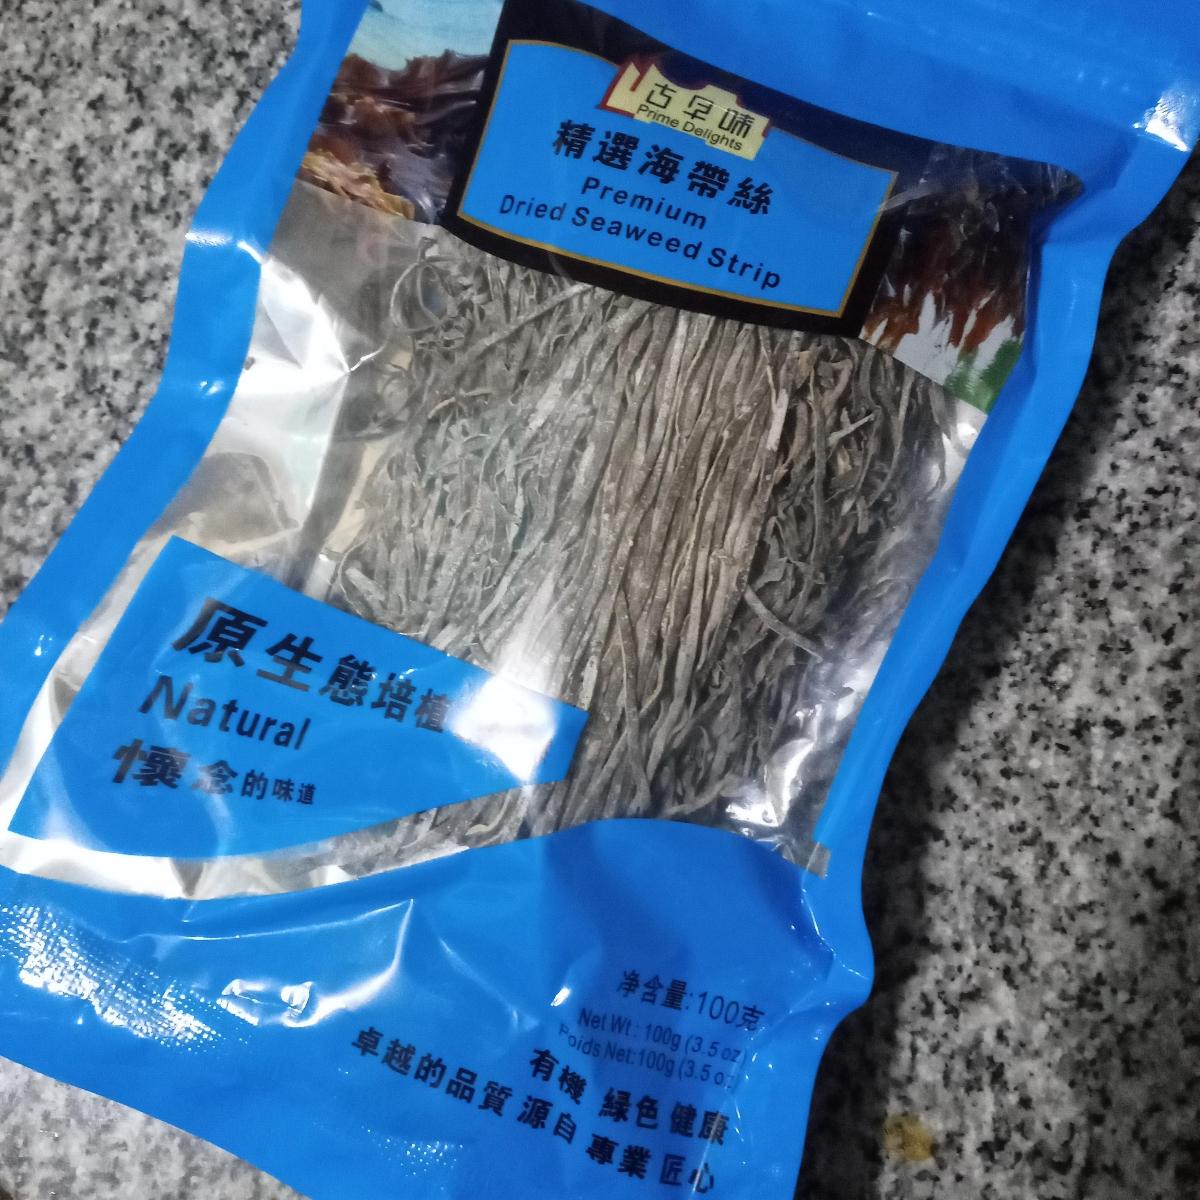 古早味
Prime Delights
精選海帶絲
Premium
Dried Seaweed Strip
原生態培植
Natural
懷念的味道
净含量:100克
Net Wt: 100g (3.5 oz)
Poids Net:100g (3.5 oz)
有機 綠色 健康
卓越的品質 源自 專業 匠心